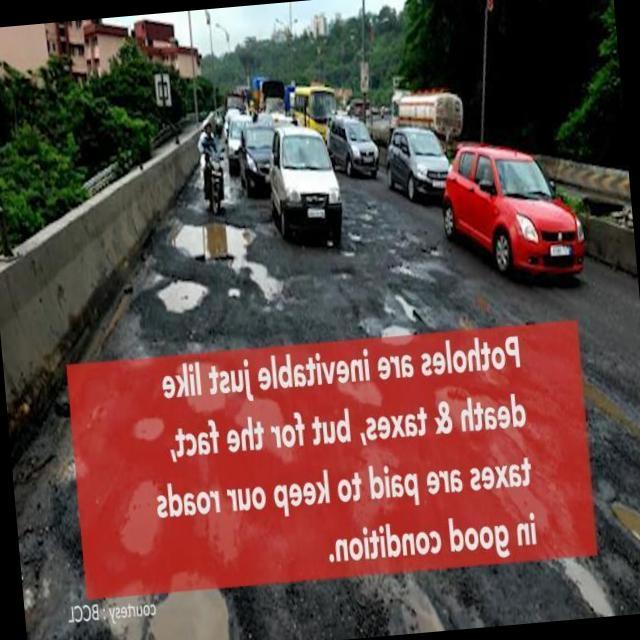 Potholes are inevitable just like
death & taxes, but for the fact,
taxes are paid to keep our roads
in good condition.
courtesy : BCCL